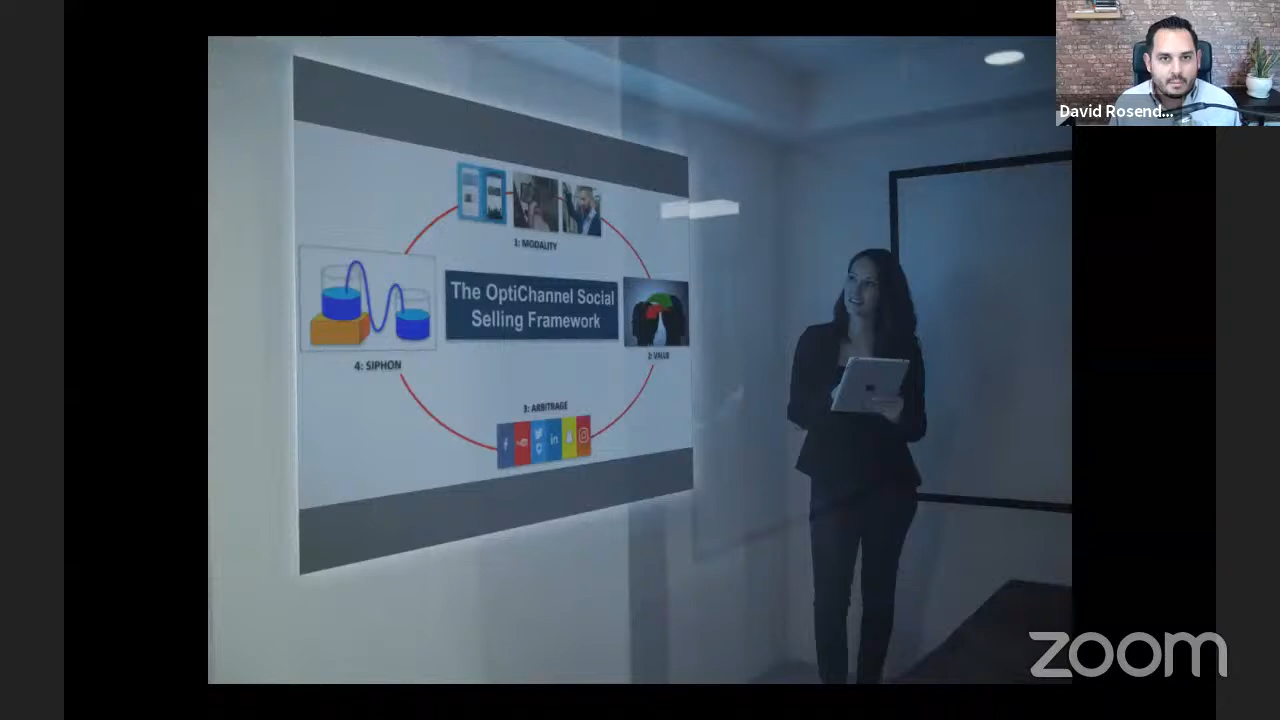 David Rosend...
1: MODALITY
The OptiChannel Social
Selling Framework
2: VALUE
4: SIPHON
3: ARBITRAGE
zoom